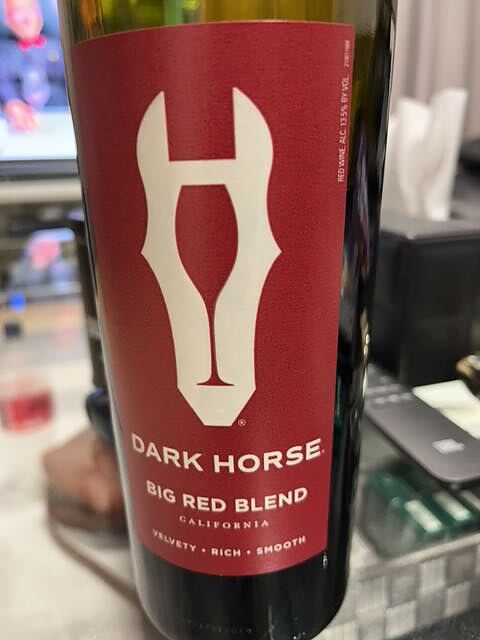 DARK HORSE®
BIG RED BLEND
CALIFORNIA
VELVETY • RICH • SMOOTH
RED WINE, ALC. 13.5% BY VOL.